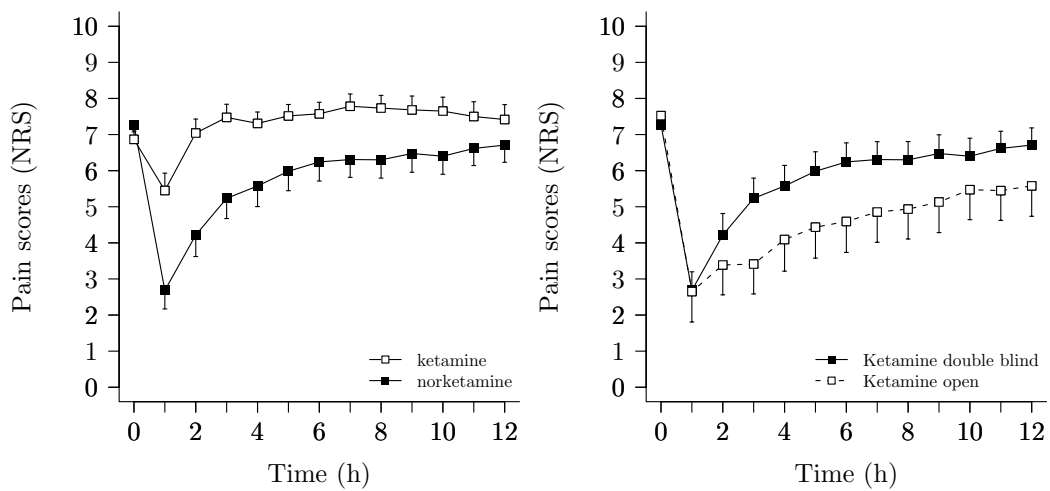 Pain scores (NRS)
10
9
8
7
6
5
4
3
2
1
0
ketamine
norketamine
0 2 4 6 8 10 12
Time (h)
Pain scores (NRS)
10
9
8
7
6
5
4
3
2
1
0
Ketamine double blind
Ketamine open
0 2 4 6 8 10 12
Time (h)